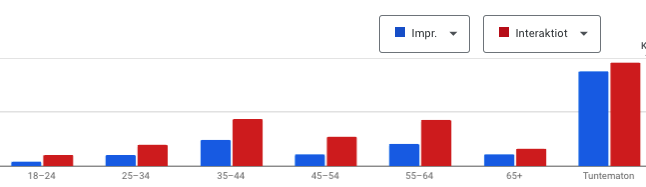 Impr.
Interaktiot
K
18–24
25–34
35–44
45–54
55–64
65+
Tuntematon